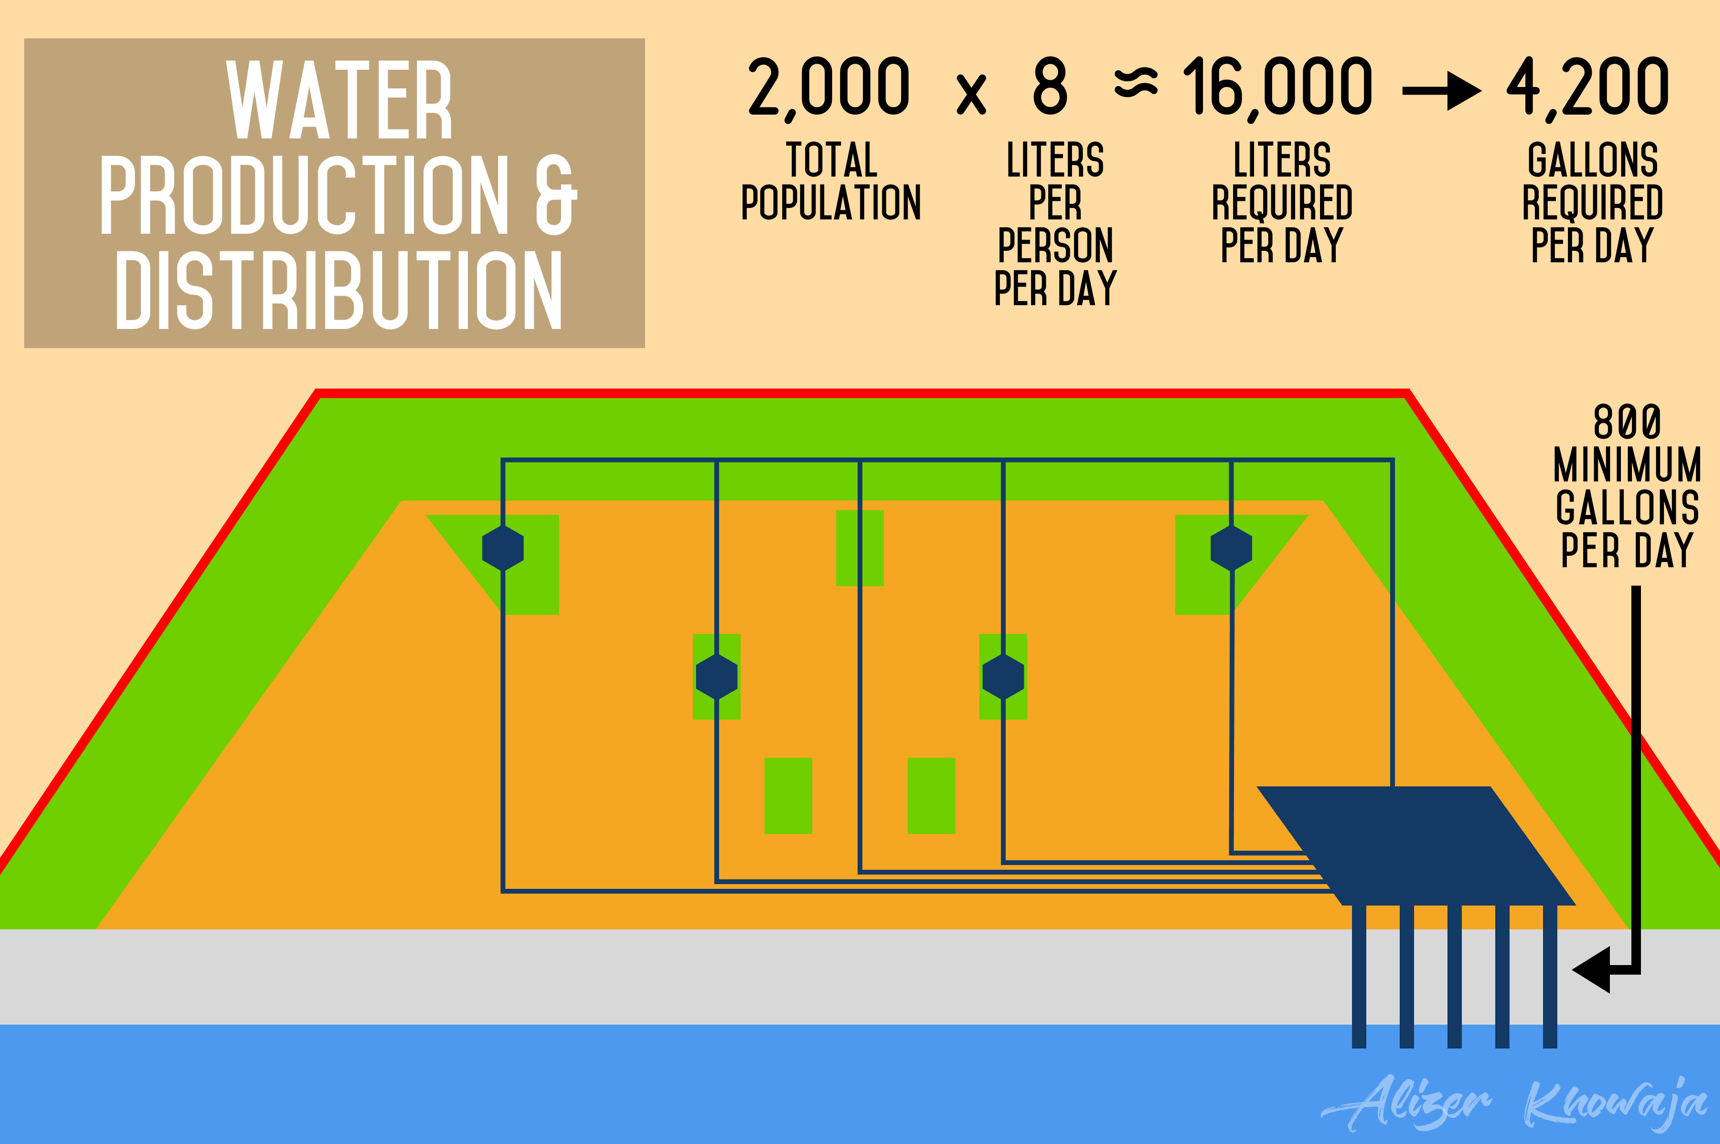 WATER
PRODUCTION &
DISTRIBUTION
2,000 x 8 ≈ 16,000 → 4,200
TOTAL
POPULATION
LITERS
PER
PERSON
PER DAY
LITERS
REQUIRED
PER DAY
GALLONS
REQUIRED
PER DAY
800
MINIMUM
GALLONS
PER DAY
Alizer Khowaja